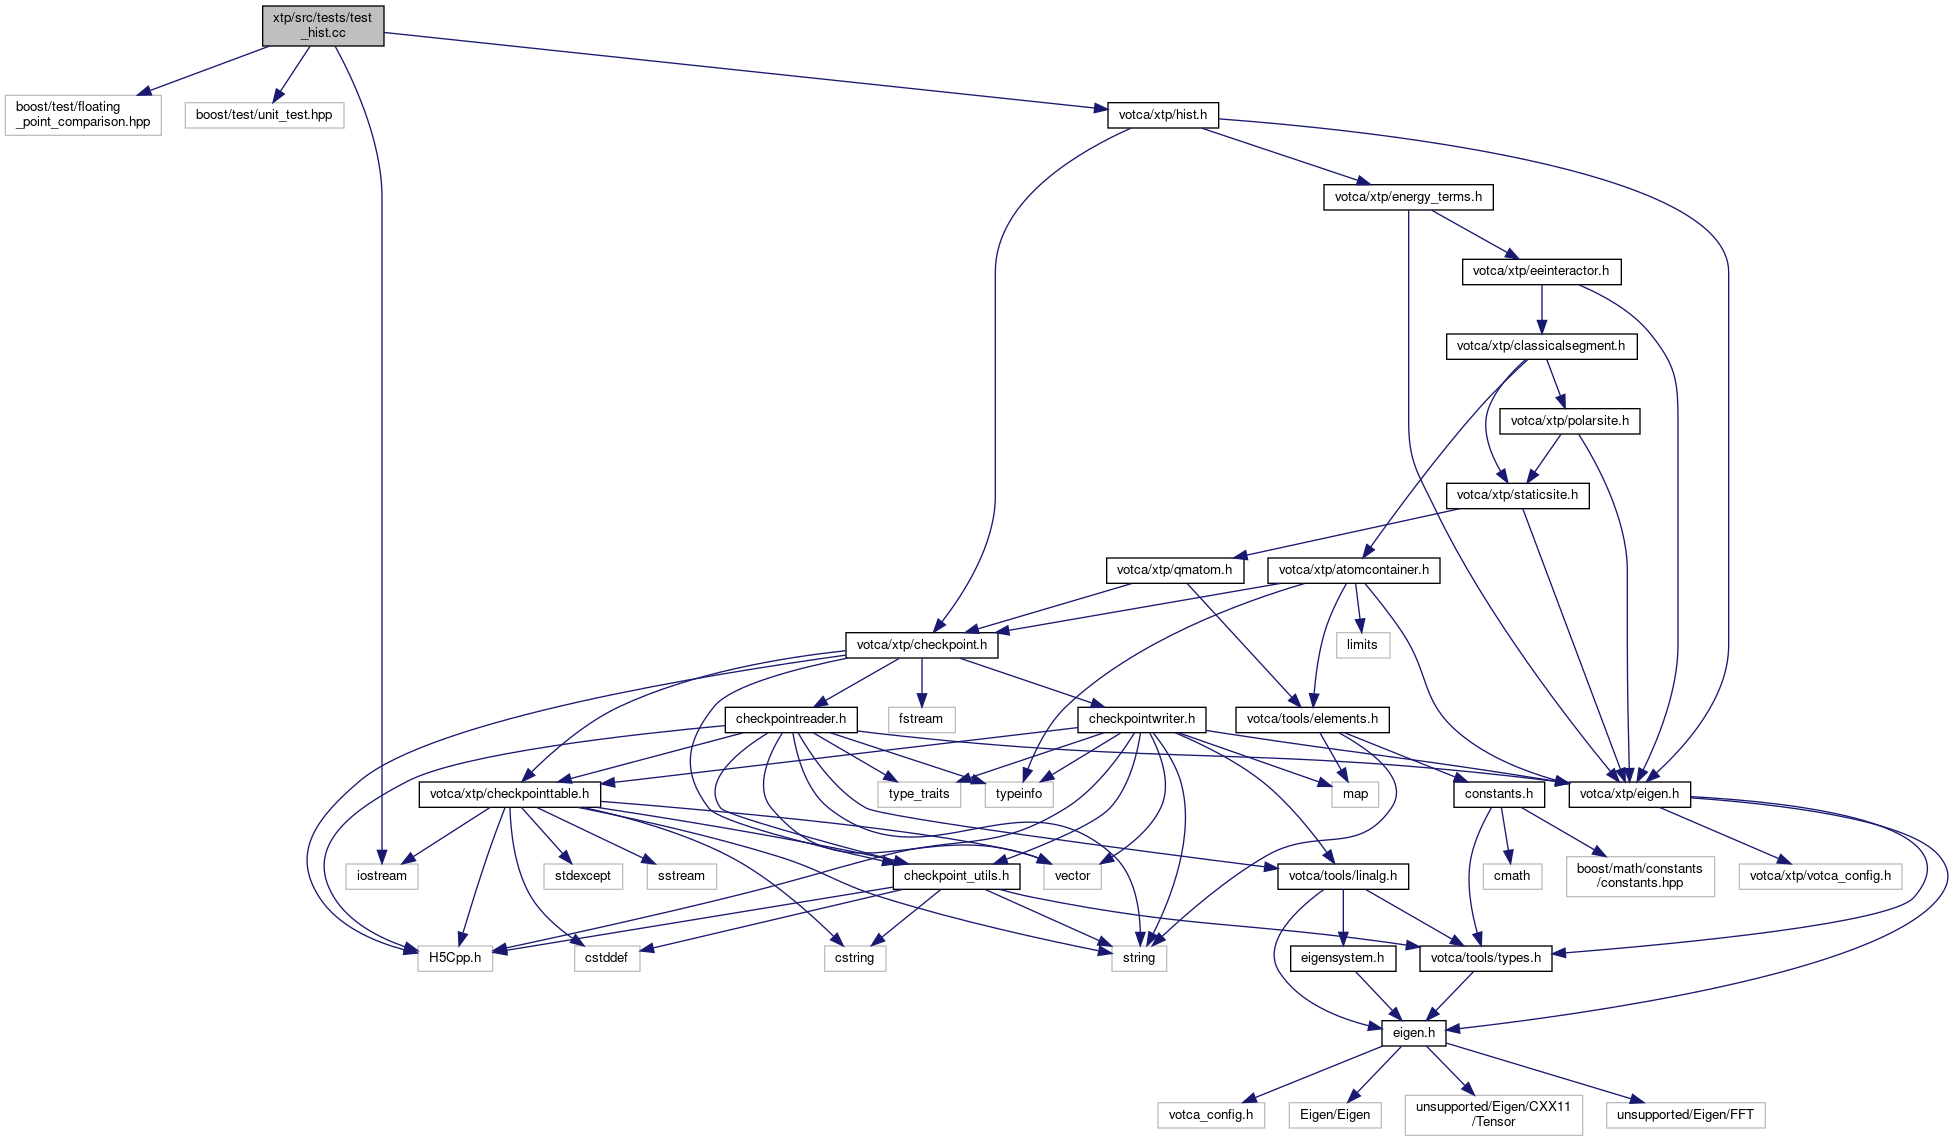 xtp/src/tests/test
_hist.cc
boost/test/floating
_point_comparison.hpp
boost/test/unit_test.hpp
votca/xtp/hist.h
votca/xtp/energy_terms.h
votca/xtp/eeinteractor.h
votca/xtp/classicalsegment.h
votca/xtp/polarsite.h
votca/xtp/staticsite.h
votca/xtp/qmatom.h
votca/xtp/atomcontainer.h
votca/xtp/checkpoint.h
limits
checkpointreader.h
fstream
checkpointwriter.h
votca/tools/elements.h
votca/xtp/checkpointtable.h
type_traits
typeinfo
map
constants.h
votca/xtp/eigen.h
iostream
stdexcept
sstream
checkpoint_utils.h
vector
votca/tools/linalg.h
cmath
boost/math/constants
/constants.hpp
votca/xtp/votca_config.h
H5Cpp.h
cstddef
cstring
string
eigensystem.h
votca/tools/types.h
eigen.h
votca_config.h
Eigen/Eigen
unsupported/Eigen/CXX11
/Tensor
unsupported/Eigen/FFT